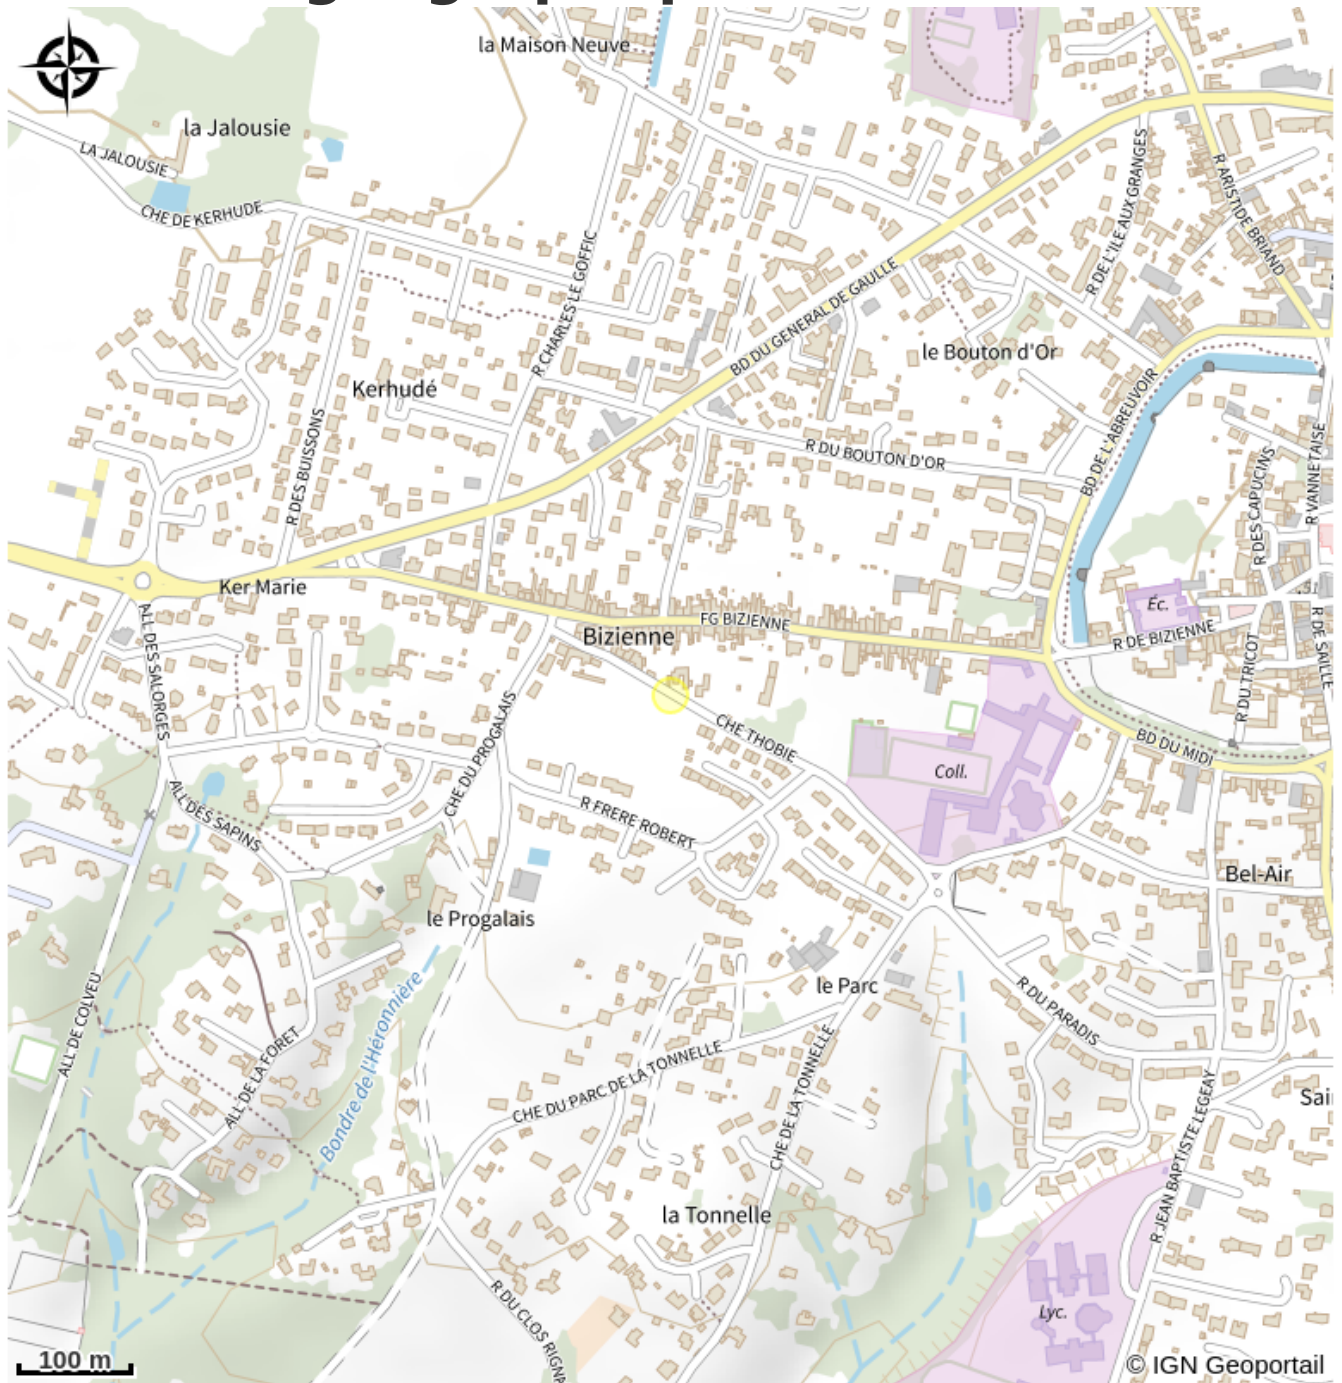 la Maison Neuve
la Jalousie
LA JALOUSIE
CHE DE KERHUDE
R ARISTIDE BRIAND
R DE L'ILE AUX GRANGES
R CHARLES LE GOFFIC
BD DU GENERAL DE GAULLE
le Bouton d'Or
Kerhudé
BD DE L'ABREUVOIR
R DES BUISSONS
R DU BOUTON D'OR
R DES CAPUCINS
R VANNETAISE
Ker Marie
Éc.
FG BIZIENNE
Bizienne
R DE BIZIENNE
R DE SAILLE
ALL DES SALORGES
R DU TRICOT
CHE DU PROGALAIS
CHE THOBIE
BD DU MIDI
Coll.
ALL DES SAPINS
R FRERE ROBERT
Bel-Air
le Progalais
le Parc
ALL DE COLVEU
Bondre de l'Héronnière
R DU PARADIS
ALL DE LA FORET
CHE DU PARC DE LA TONNELLE
CHE DE LA TONNELLE
Sai
R JEAN BAPTISTE LEGEAY
la Tonnelle
R DU CLOS RIGN
Lyc.
100 m
© IGN Geoportail